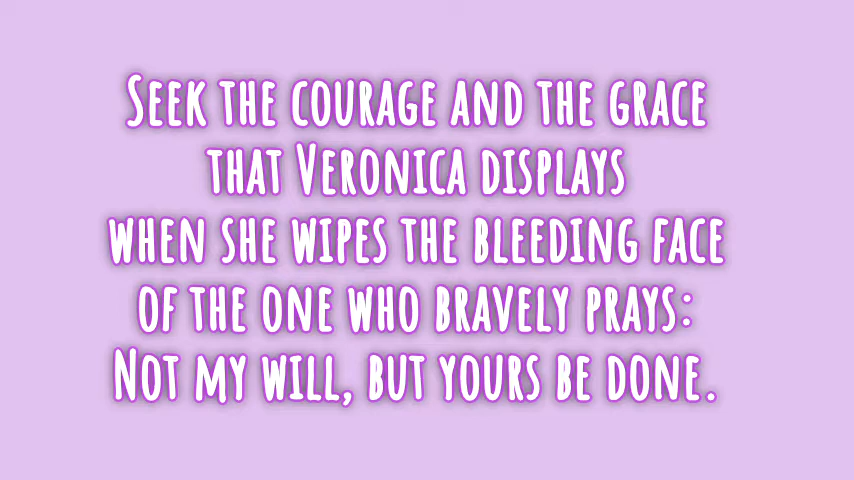 Seek the courage and the grace
that Veronica displays
when she wipes the bleeding face
of the one who bravely prays:
Not my will, but yours be done.